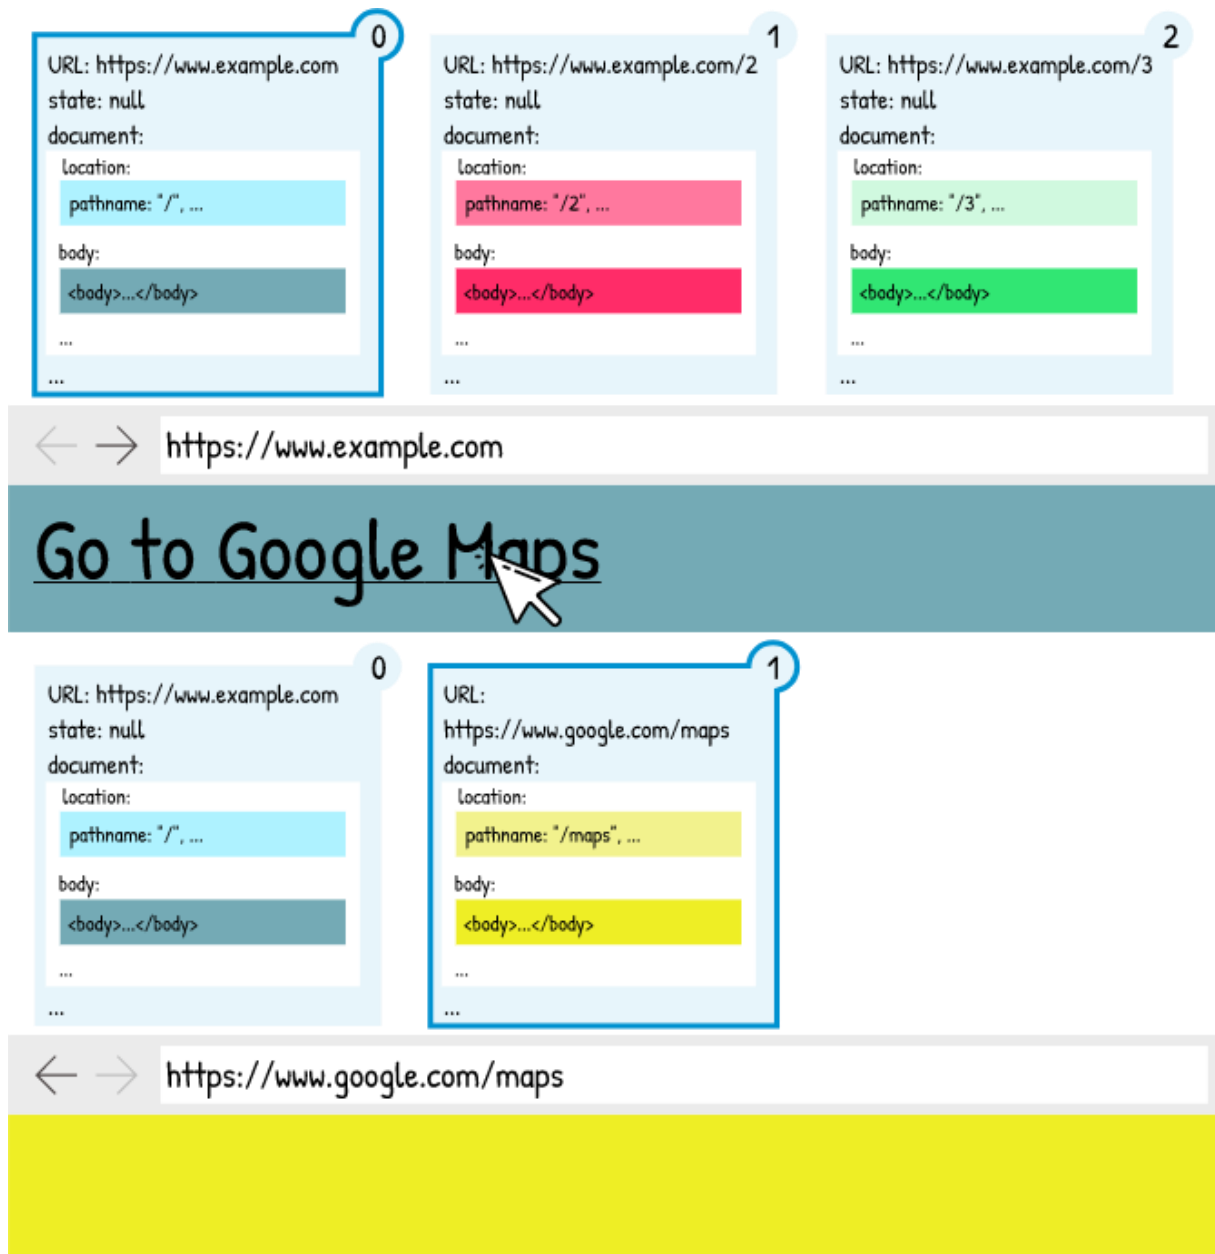 0
URL: https://www.example.com
state: null
document:
location:
pathname: "/", ...
body:
<body>...</body>
...
...
1
URL: https://www.example.com/2
state: null
document:
location:
pathname: "/2", ...
body:
<body>...</body>
...
...
2
URL: https://www.example.com/3
state: null
document:
location:
pathname: "/3", ...
body:
<body>...</body>
...
...
https://www.example.com
Go to Google Maps
0
URL: https://www.example.com
state: null
document:
location:
pathname: "/", ...
body:
<body>...</body>
...
...
1
URL:
https://www.google.com/maps
document:
location:
pathname: "/maps", ...
body:
<body>...</body>
...
...
https://www.google.com/maps